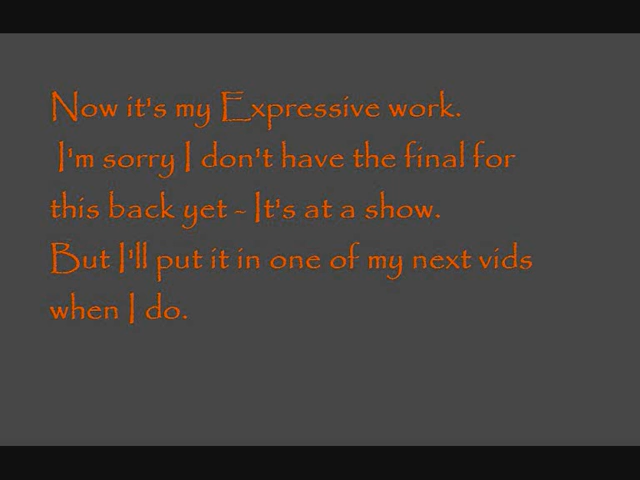 Now it's my Expressive work.
I'm sorry I don't have the final for
this back yet - It's at a show.
But I'll put it in one of my next vids
when I do.